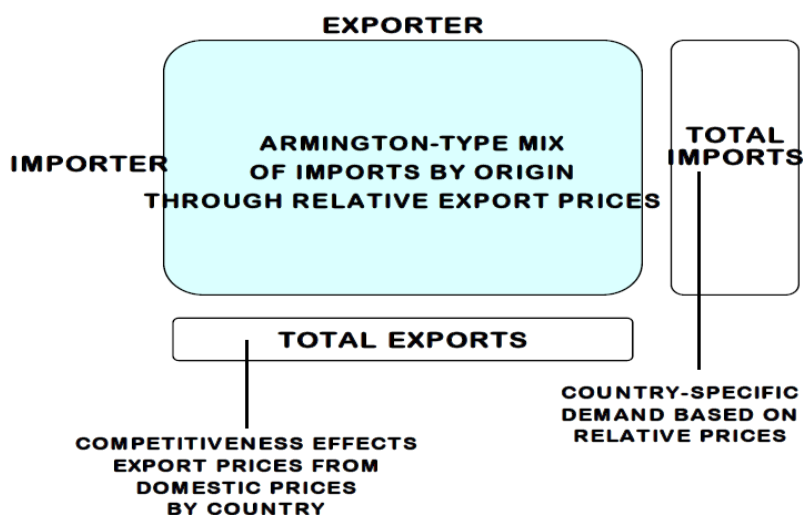 EXPORTER
IMPORTER
ARMINGTON-TYPE MIX
OF IMPORTS BY ORIGIN
THROUGH RELATIVE EXPORT PRICES
TOTAL
IMPORTS
TOTAL EXPORTS
COUNTRY-SPECIFIC
DEMAND BASED ON
RELATIVE PRICES
COMPETITIVENESS EFFECTS
EXPORT PRICES FROM
DOMESTIC PRICES
BY COUNTRY